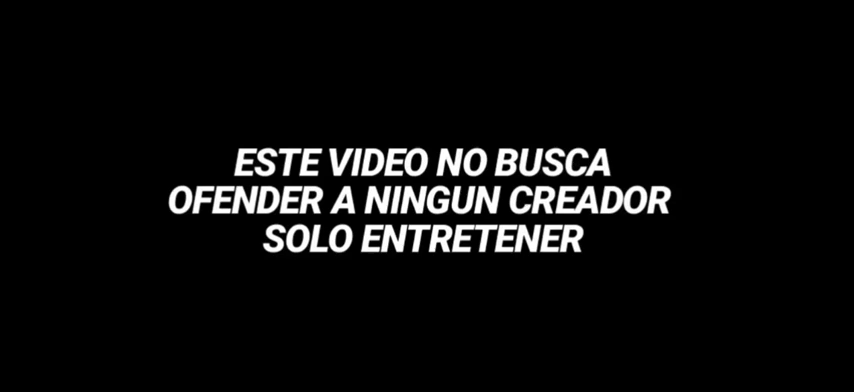 ESTE VIDEO NO BUSCA
OFENDER A NINGUN CREADOR
SOLO ENTRETENER